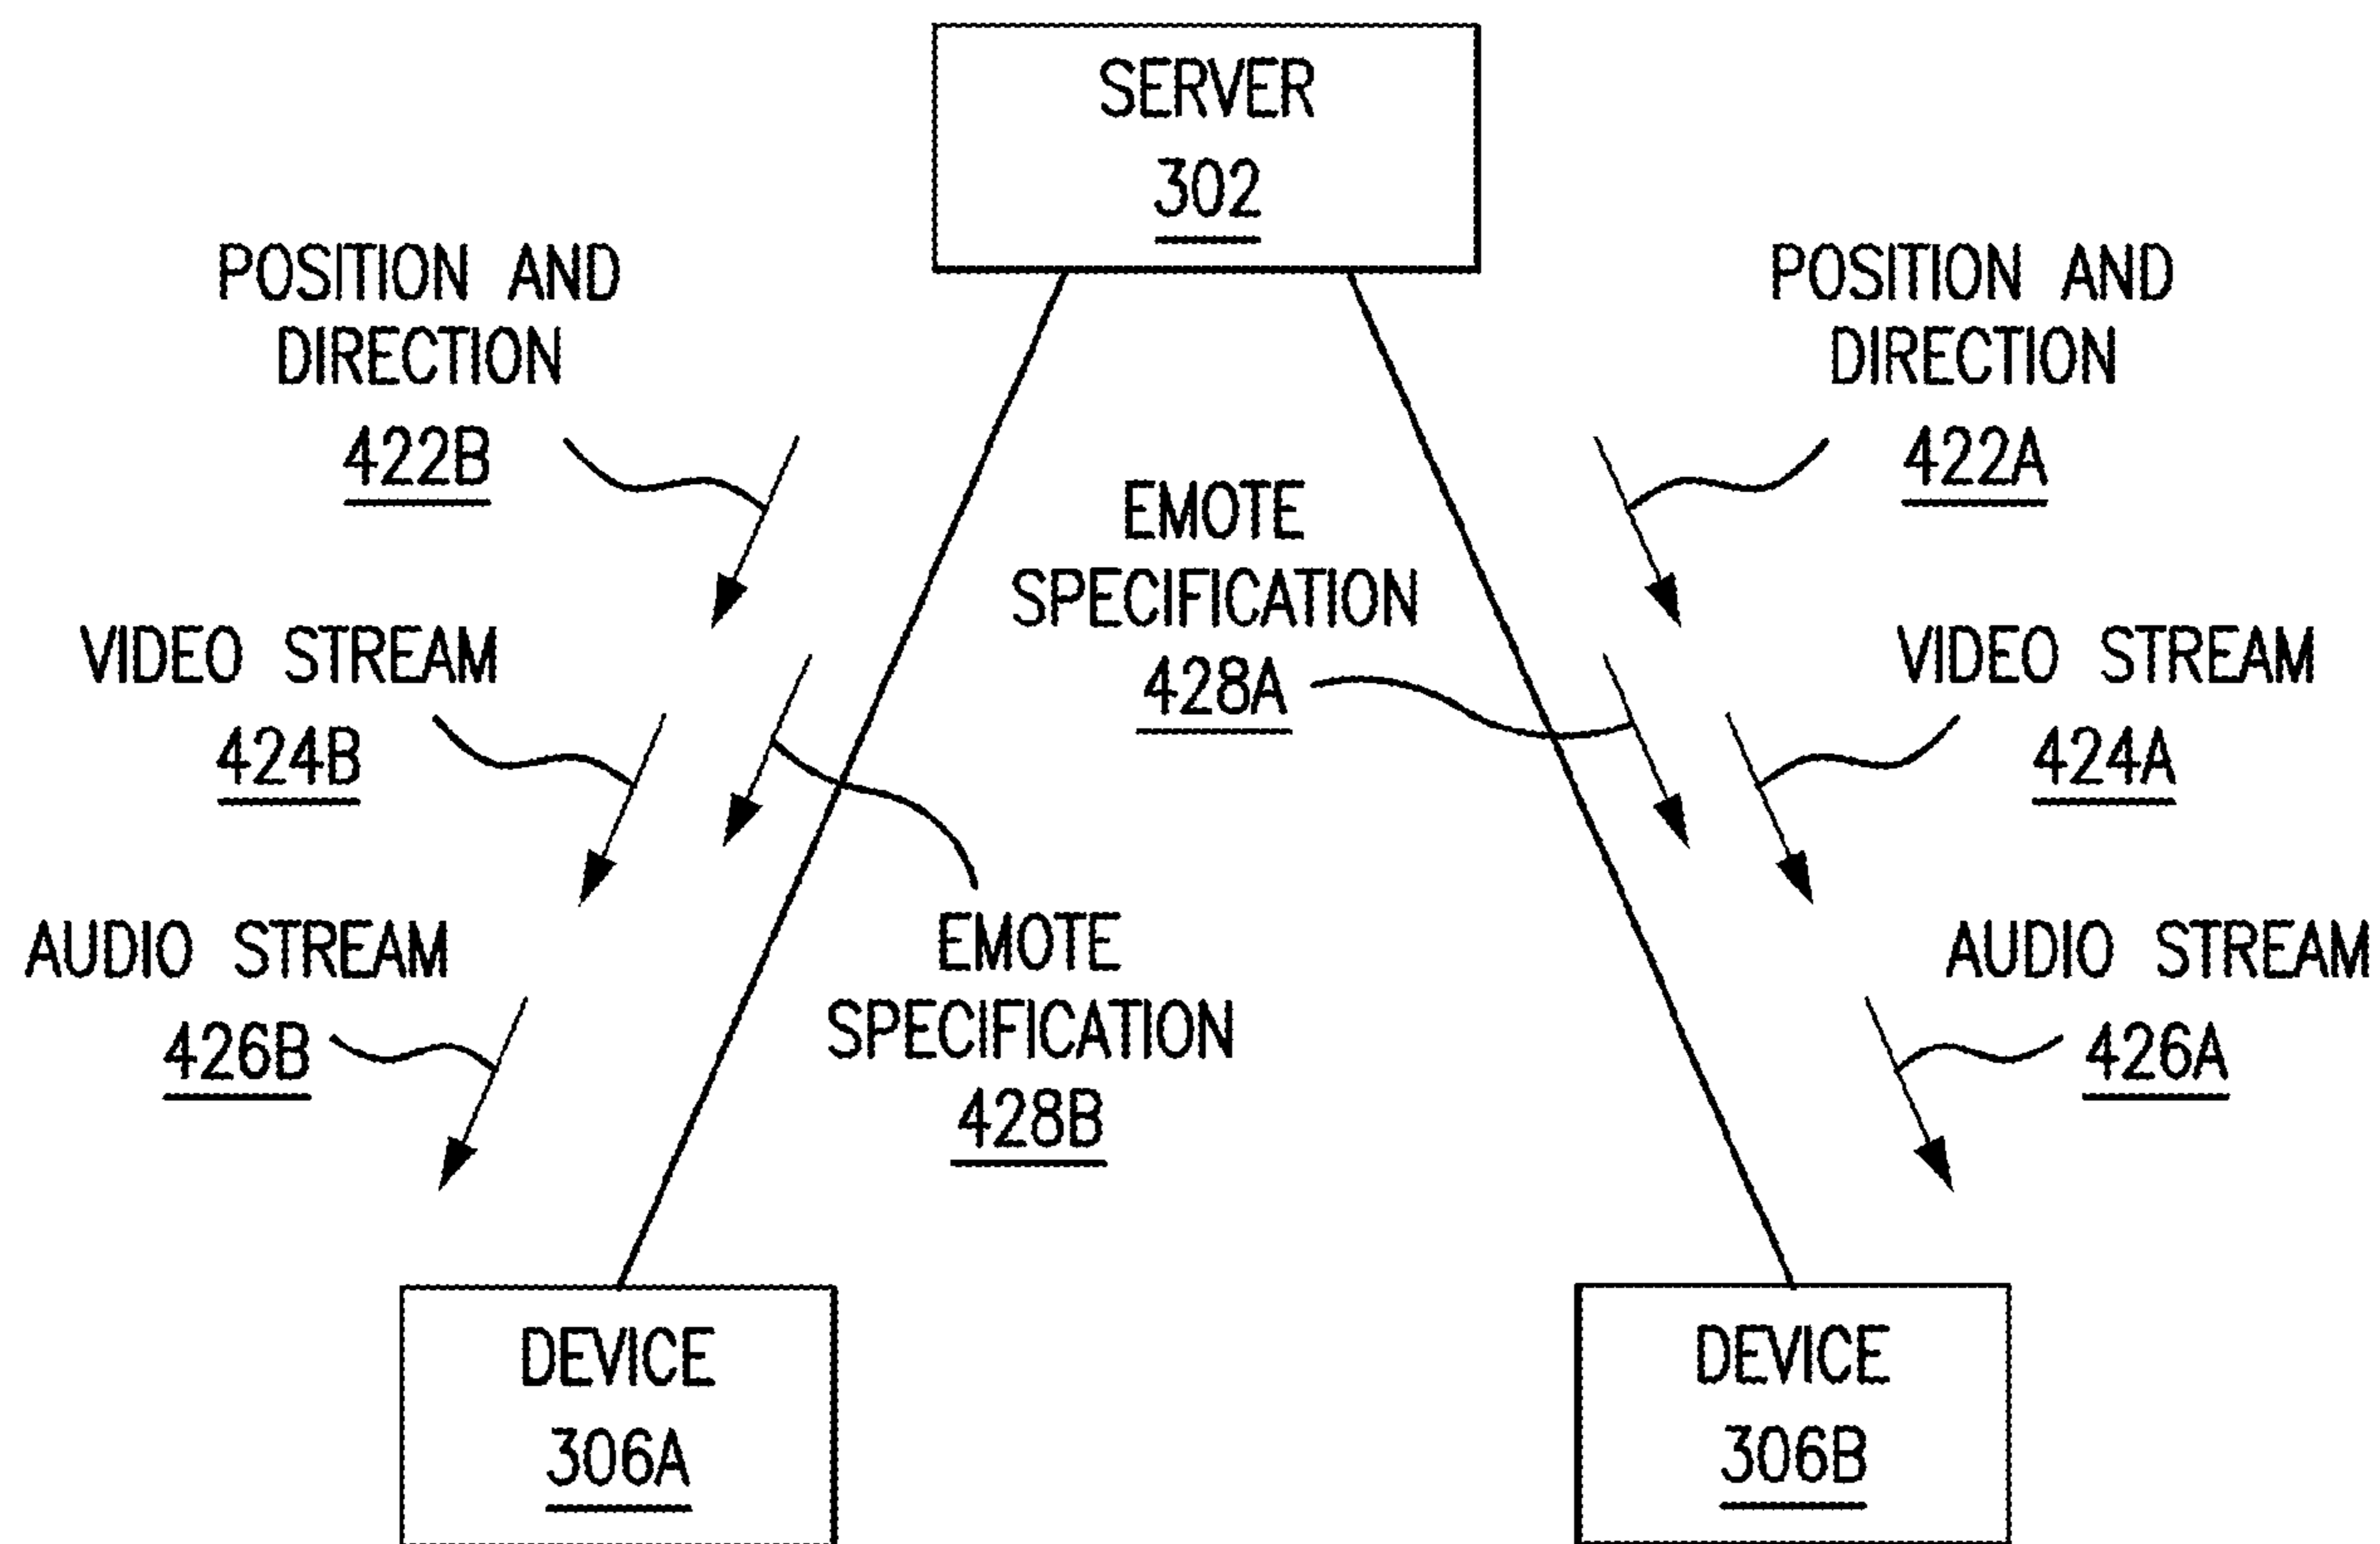 SERVER
302
POSITION AND
DIRECTION
422B
POSITION AND
DIRECTION
422A
EMOTE
SPECIFICATION
428A
VIDEO STREAM
424B
VIDEO STREAM
424A
AUDIO STREAM
426B
EMOTE
SPECIFICATION
428B
AUDIO STREAM
426A
DEVICE
306A
DEVICE
306B